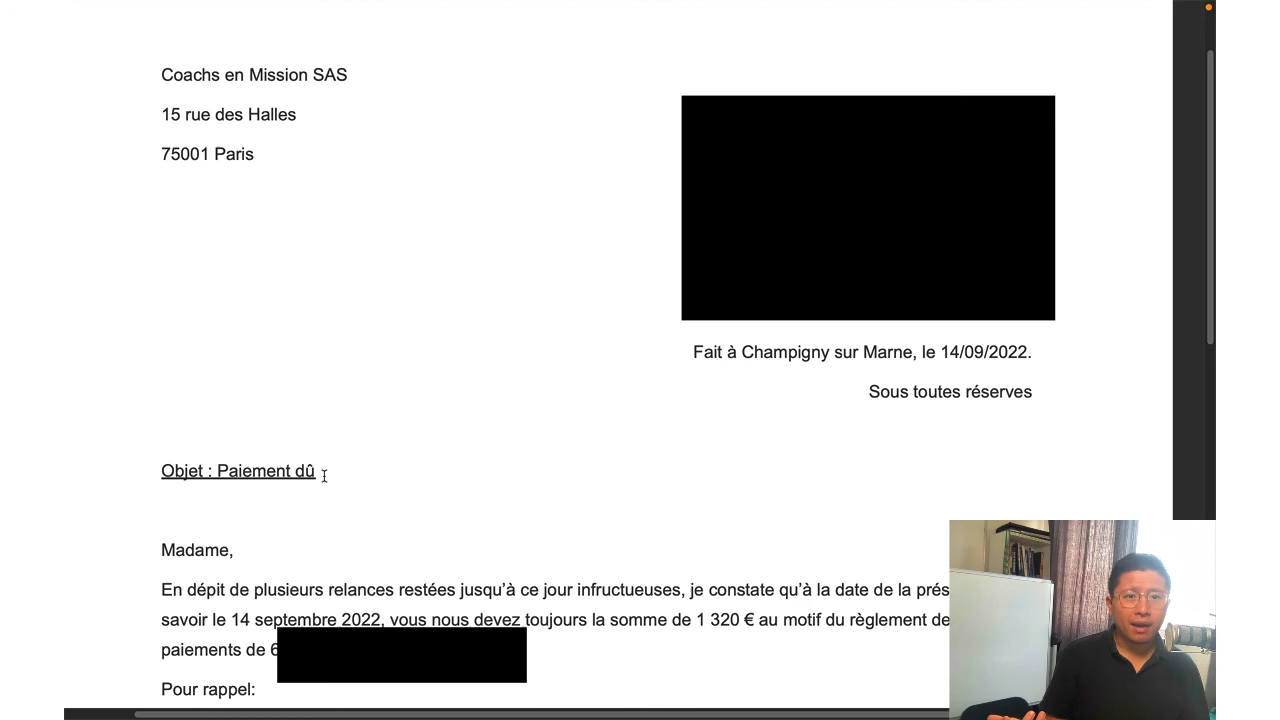 Coachs en Mission SAS
15 rue des Halles
75001 Paris
Fait à Champigny sur Marne, le 14/09/2022.
Sous toutes réserves
Objet : Paiement dû
Madame,
En dépit de plusieurs relances restées jusqu’à ce jour infructueuses, je constate qu’à la date de la
savoir le 14 septembre 2022, vous nous devez toujours la somme de 1 320 € au motif du règlement
paiements de 6
Pour rappel: